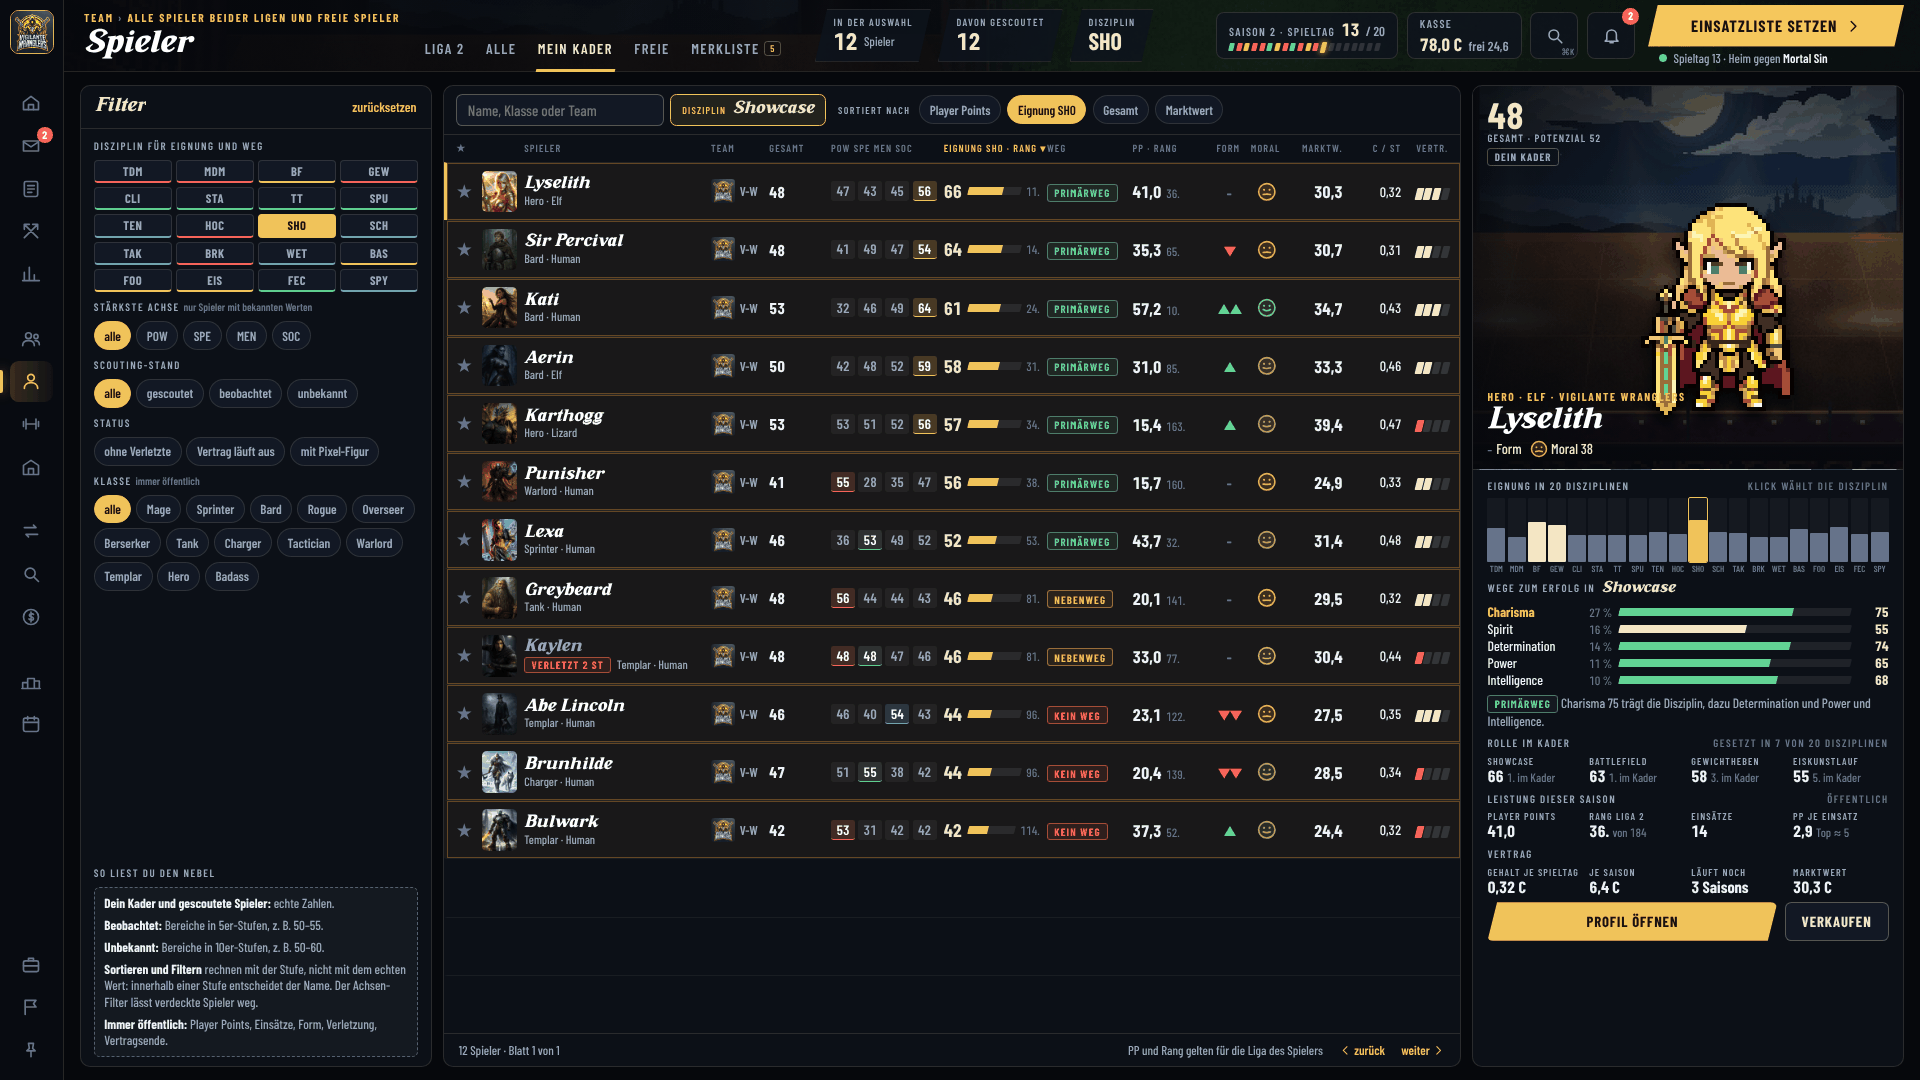 TEAM › ALLE SPIELER BEIDER LIGEN UND FREIE SPIELER
Spieler
LIGA 2 ALLE MEIN KADER FREIE MERKLISTE 5
IN DER AUSWAHL
12 Spieler
DAVON GESCOUTET
12
DISZIPLIN
SHO
SAISON 2 · SPIELTAG 13 / 20
KASSE
78,0 C frei 24,6
⌘K
2
EINSATZLISTE SETZEN
Spieltag 13 · Heim gegen Mortal Sin
2
Filter
zurücksetzen
DISZIPLIN FÜR EIGNUNG UND WEG
TDM MDM BF GEW
CLI STA TT SPU
TEN HOC SHO SCH
TAK BRK WET BAS
FOO EIS FEC SPY
STÄRKSTE ACHSE nur Spieler mit bekannten Werten
alle POW SPE MEN SOC
SCOUTING-STAND
alle gescoutet beobachtet unbekannt
STATUS
ohne Verletzte Vertrag läuft aus mit Pixel-Figur
KLASSE immer öffentlich
alle Mage Sprinter Bard Rogue Overseer
Berserker Tank Charger Tactician Warlord
Templar Hero Badass
SO LIEST DU DEN NEBEL
Dein Kader und gescoutete Spieler: echte Zahlen.
Beobachtet: Bereiche in 5er-Stufen, z. B. 50–55.
Unbekannt: Bereiche in 10er-Stufen, z. B. 50–60.
Sortieren und Filtern rechnen mit der Stufe, nicht mit dem echten
Wert: innerhalb einer Stufe entscheidet der Name. Der Achsen-
Filter lässt verdeckte Spieler weg.
Immer öffentlich: Player Points, Einsätze, Form, Verletzung,
Vertragsende.
Name, Klasse oder Team
DISZIPLIN Showcase
SORTIERT NACH
Player Points Eignung SHO Gesamt Marktwert
★ SPIELER TEAM GESAMT POW SPE MEN SOC EIGNUNG SHO · RANG ▾ WEG PP · RANG FORM MORAL MARKTW. C / ST VERTR.
Lyselith
Hero · Elf
V-W 48 47 43 45 56 66 11. PRIMÄRWEG 41,0 36. - 30,3 0,32
Sir Percival
Bard · Human
V-W 48 41 49 47 54 64 14. PRIMÄRWEG 35,3 65. ▼ 30,7 0,31
Kati
Bard · Human
V-W 53 32 46 49 64 61 24. PRIMÄRWEG 57,2 10. ▲▲ 34,7 0,43
Aerin
Bard · Elf
V-W 50 42 48 52 59 58 31. PRIMÄRWEG 31,0 85. ▲ 33,3 0,46
Karthogg
Hero · Lizard
V-W 53 53 51 52 56 57 34. PRIMÄRWEG 15,4 163. ▲ 39,4 0,47
Punisher
Warlord · Human
V-W 41 55 28 35 47 56 38. PRIMÄRWEG 15,7 160. - 24,9 0,33
Lexa
Sprinter · Human
V-W 46 36 53 49 52 52 53. PRIMÄRWEG 43,7 32. - 31,4 0,48
Greybeard
Tank · Human
V-W 48 56 44 44 43 46 81. NEBENWEG 20,1 141. - 29,5 0,32
Kaylen
VERLETZT 2 ST Templar · Human
V-W 48 48 48 47 46 46 81. NEBENWEG 33,0 77. - 30,4 0,44
Abe Lincoln
Templar · Human
V-W 46 46 40 54 43 44 96. KEIN WEG 23,1 122. ▼▼ 27,5 0,35
Brunhilde
Charger · Human
V-W 47 51 55 38 42 44 96. KEIN WEG 20,4 139. ▼▼ 28,5 0,34
Bulwark
Templar · Human
V-W 42 53 31 42 42 42 114. KEIN WEG 37,3 52. ▲ 24,4 0,32
12 Spieler · Blatt 1 von 1
PP und Rang gelten für die Liga des Spielers
zurück weiter
48
GESAMT · POTENZIAL 52
DEIN KADER
HERO · ELF · VIGILANTE WRANGLERS
Lyselith
- Form Moral 38
EIGNUNG IN 20 DISZIPLINEN KLICK WÄHLT DIE DISZIPLIN
TDM MDM BF GEW CLI STA TT SPU TEN HOC SHO SCH TAK BRK WET BAS FOO EIS FEC SPY
WEGE ZUM ERFOLG IN Showcase
Charisma 27 % 75
Spirit 16 % 55
Determination 14 % 74
Power 11 % 65
Intelligence 10 % 68
PRIMÄRWEG Charisma 75 trägt die Disziplin, dazu Determination und Power und
Intelligence.
ROLLE IM KADER GESETZT IN 7 VON 20 DISZIPLINEN
SHOWCASE BATTLEFIELD GEWICHTHEBEN EISKUNSTLAUF
66 1. im Kader 63 1. im Kader 58 3. im Kader 55 5. im Kader
LEISTUNG DIESER SAISON ÖFFENTLICH
PLAYER POINTS RANG LIGA 2 EINSÄTZE PP JE EINSATZ
41,0 36. von 184 14 2,9 Top ≈ 5
VERTRAG
GEHALT JE SPIELTAG JE SAISON LÄUFT NOCH MARKTWERT
0,32 C 6,4 C 3 Saisons 30,3 C
PROFIL ÖFFNEN VERKAUFEN